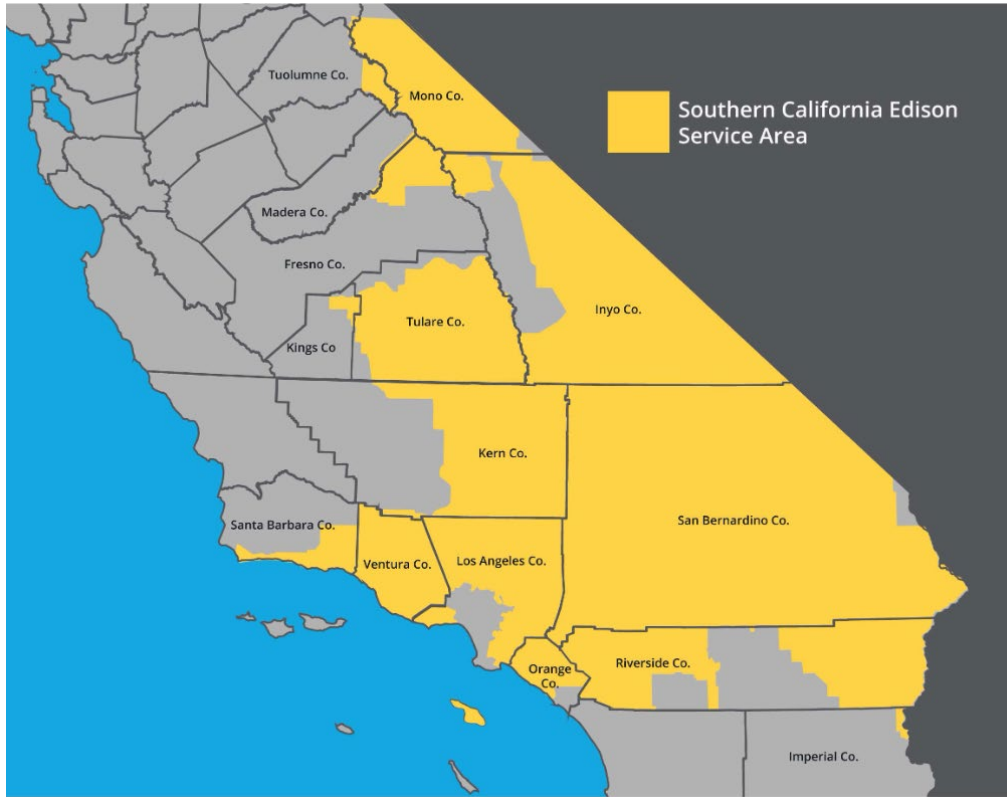 Tuolumne Co.
Mono Co.
Southern California Edison
Service Area
Madera Co.
Fresno Co.
Inyo Co.
Tulare Co.
Kings Co
Kern Co.
San Bernardino Co.
Santa Barbara Co.
Ventura Co.
Los Angeles Co.
Riverside Co.
Orange
Co.
Imperial Co.